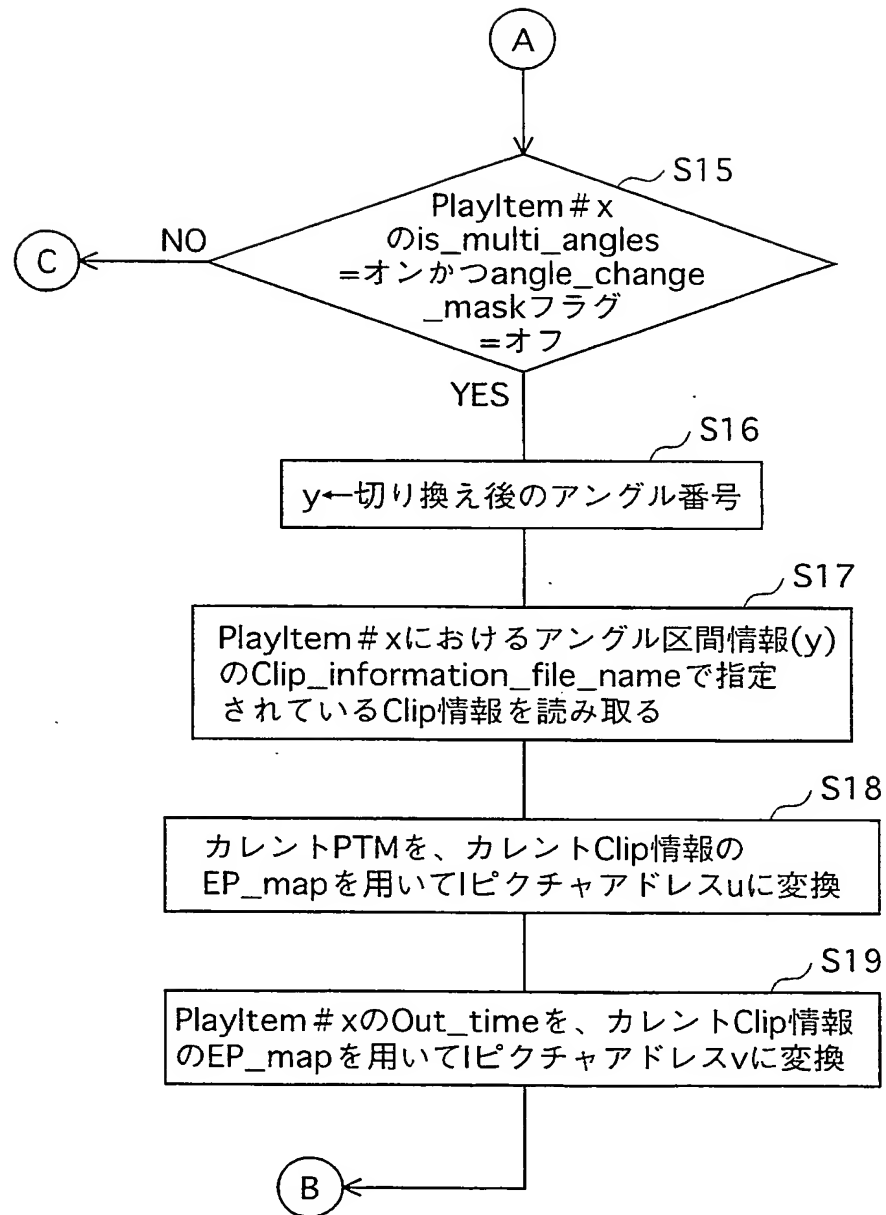 A
S15
PlayItem#x
のis_multi_angles
=オンかつangle_change
_maskフラグ
=オフ
NO
C
YES
S16
y←切り換え後のアングル番号
S17
PlayItem#xにおけるアングル区間情報(y)
のClip_information_file_nameで指定
されているClip情報を読み取る
S18
カレントPTMを、カレントClip情報の
EP_mapを用いてIピクチャアドレスuに変換
S19
PlayItem#xのOut_timeを、カレントClip情報
のEP_mapを用いてIピクチャアドレスvに変換
B